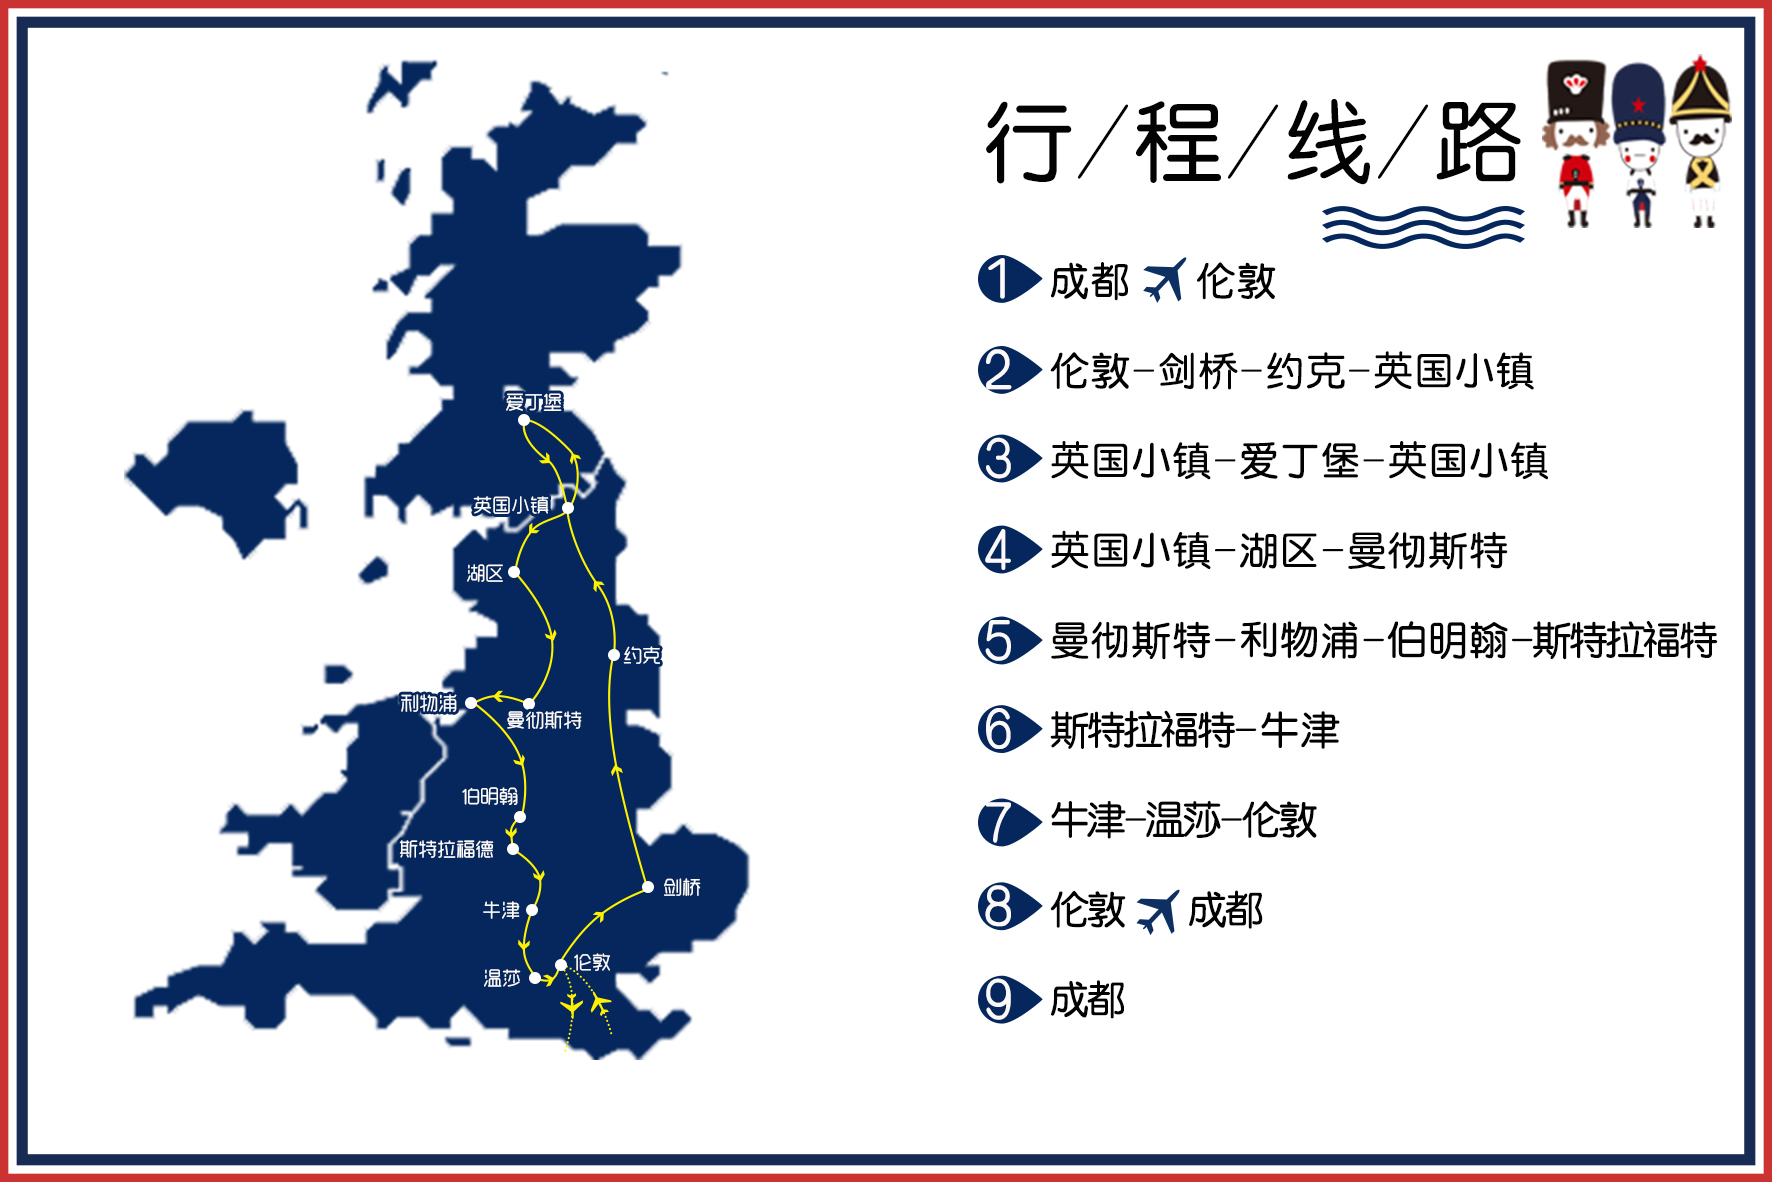 行/程/线/路
1 成都 伦敦
2 伦敦-剑桥-约克-英国小镇
3 英国小镇-爱丁堡-英国小镇
4 英国小镇-湖区-曼彻斯特
5 曼彻斯特-利物浦-伯明翰-斯特拉福特
6 斯特拉福特-牛津
7 牛津-温莎-伦敦
8 伦敦 成都
9 成都
爱丁堡
英国小镇
湖区
约克
利物浦
曼彻斯特
伯明翰
斯特拉福德
剑桥
牛津
伦敦
温莎